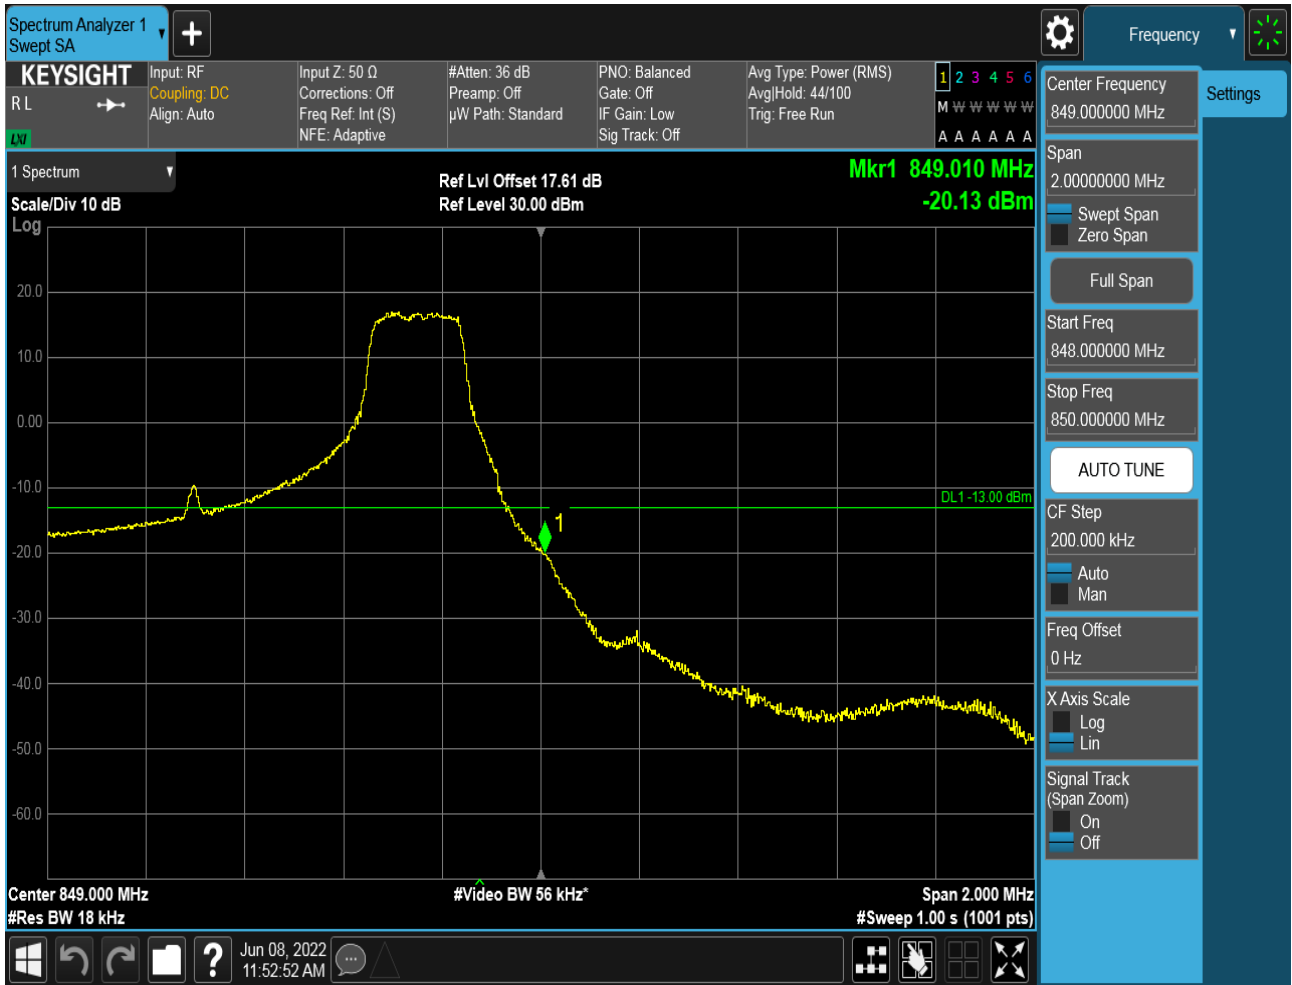 Spectrum Analyzer 1
Swept SA
Frequency
KEYSIGHT
R L
LXI
Input: RF
Coupling: DC
Align: Auto
Input Z: 50 Ω
Corrections: Off
Freq Ref: Int (S)
NFE: Adaptive
#Atten: 36 dB
Preamp: Off
µW Path: Standard
PNO: Balanced
Gate: Off
IF Gain: Low
Sig Track: Off
Avg Type: Power (RMS)
Avg|Hold: 44/100
Trig: Free Run
1 2 3 4 5 6
M W W W W W
A A A A A A
1 Spectrum
Scale/Div 10 dB
Log
Ref Lvl Offset 17.61 dB
Ref Level 30.00 dBm
Mkr1 849.010 MHz
-20.13 dBm
20.0
10.0
0.00
-10.0
-20.0
-30.0
-40.0
-50.0
-60.0
DL1 -13.00 dBm
1
Center 849.000 MHz
#Res BW 18 kHz
#Video BW 56 kHz*
Span 2.000 MHz
#Sweep 1.00 s (1001 pts)
Center Frequency
849.000000 MHz
Settings
Span
2.00000000 MHz
Swept Span
Zero Span
Full Span
Start Freq
848.000000 MHz
Stop Freq
850.000000 MHz
AUTO TUNE
CF Step
200.000 kHz
Auto
Man
Freq Offset
0 Hz
X Axis Scale
Log
Lin
Signal Track
(Span Zoom)
On
Off
?
Jun 08, 2022
11:52:52 AM